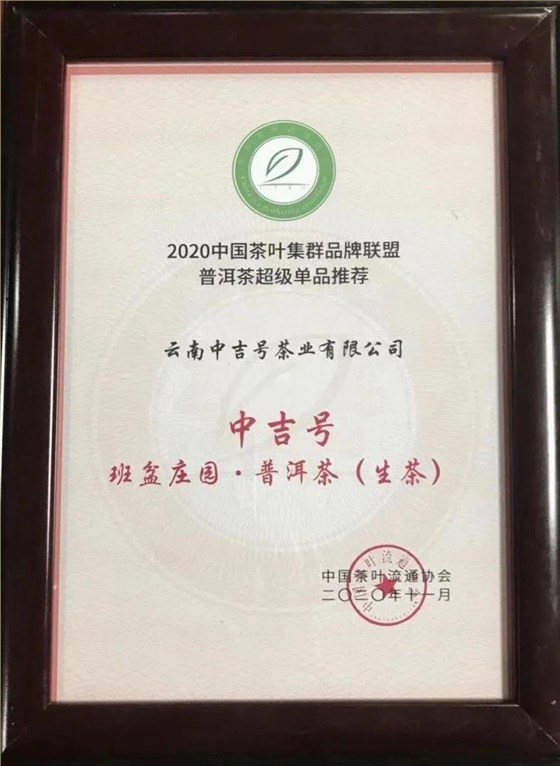 2020中国茶叶集群品牌联盟
普洱茶超级单品推荐
云南中吉号茶业有限公司
中吉号
班盆庄园·普洱茶（生茶）
中国茶叶流通协会
二〇二〇年十一月